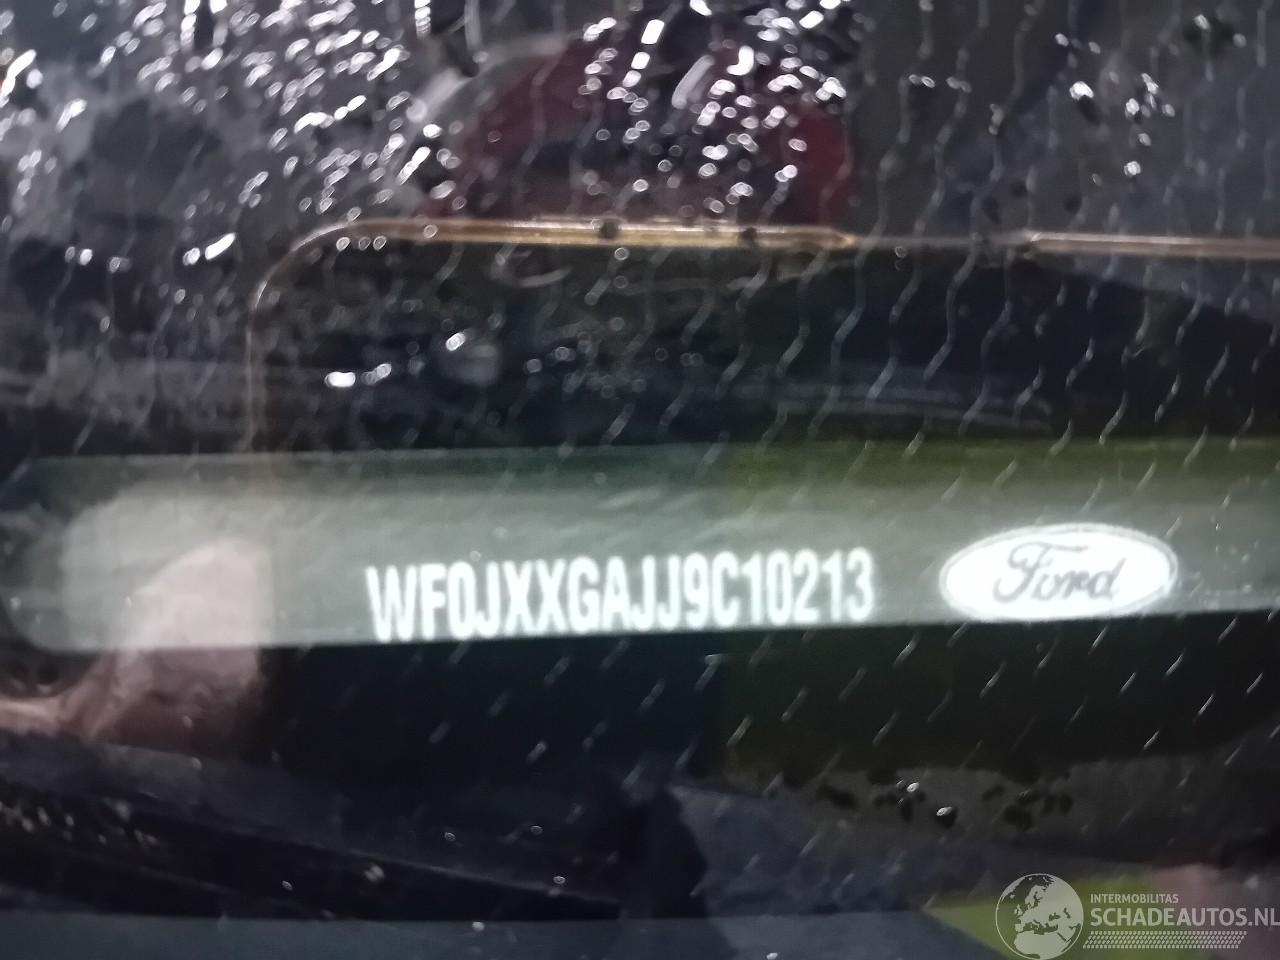 WF0JXXGAJJ9C10213
Ford
INTERMOBILITAS
SCHADEAUTOS.NL